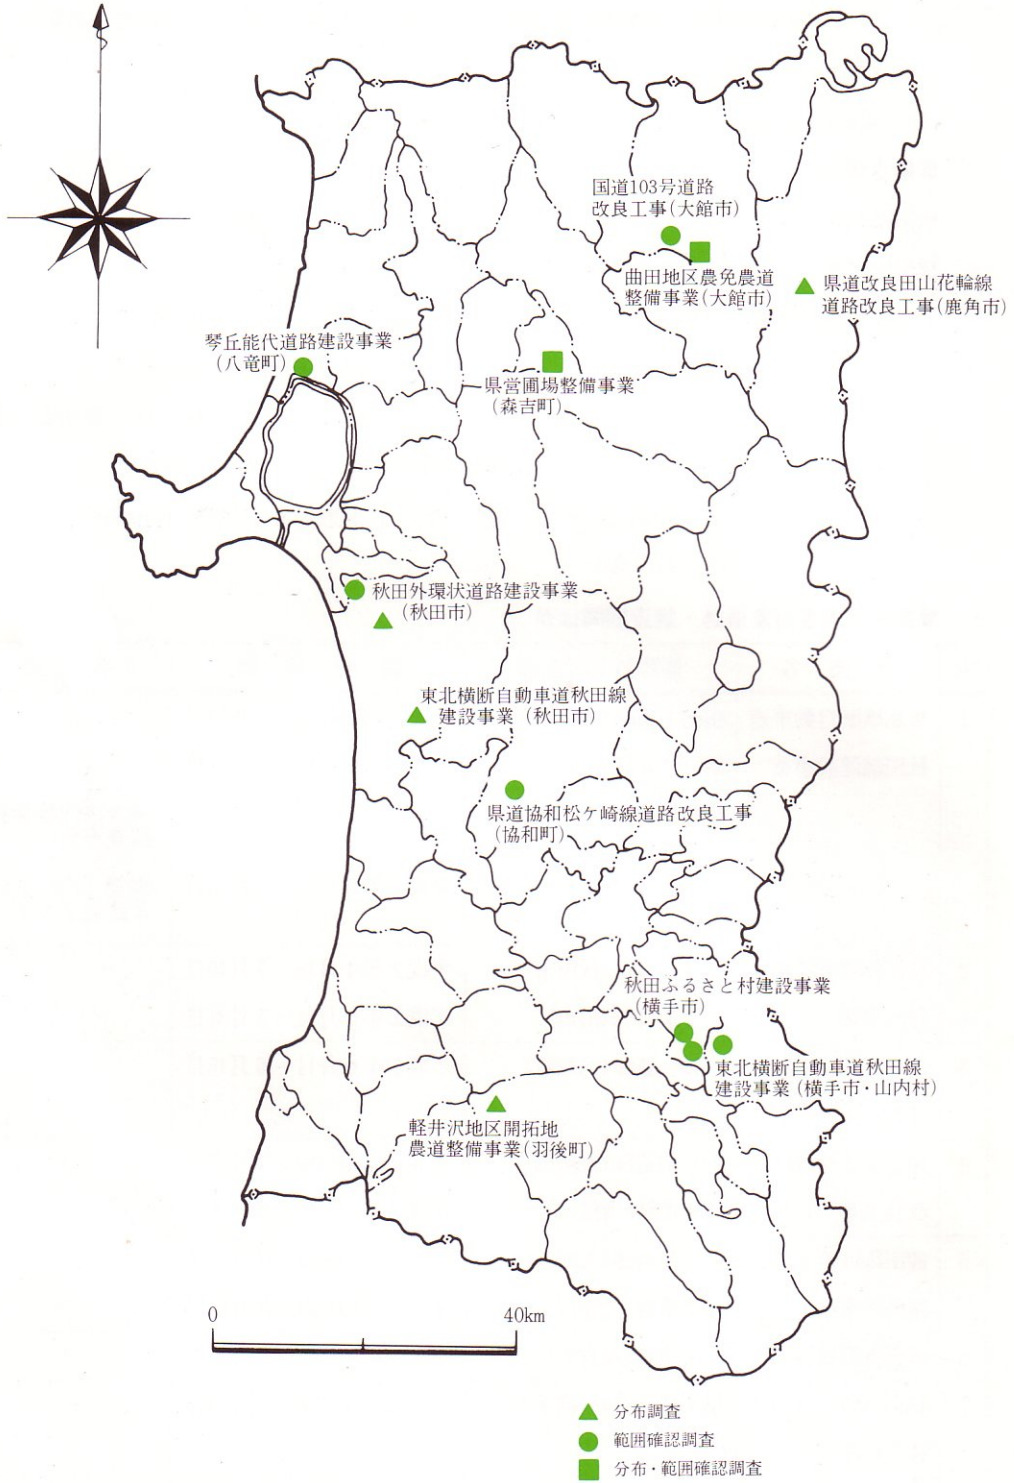 国道103号道路
改良工事(大館市)
曲田地区農免農道
整備事業(大館市)
県道改良田山花輪線
道路改良工事(鹿角市)
琴丘能代道路建設事業
(八竜町)
県営圃場整備事業
(森吉町)
秋田外環状道路建設事業
(秋田市)
東北横断自動車道秋田線
建設事業(秋田市)
県道協和松ケ崎線道路改良工事
(協和町)
秋田ふるさと村建設事業
(横手市)
東北横断自動車道秋田線
建設事業(横手市・山内村)
軽井沢地区開拓地
農道整備事業(羽後町)
0 40km
分布調査
範囲確認調査
分布・範囲確認調査